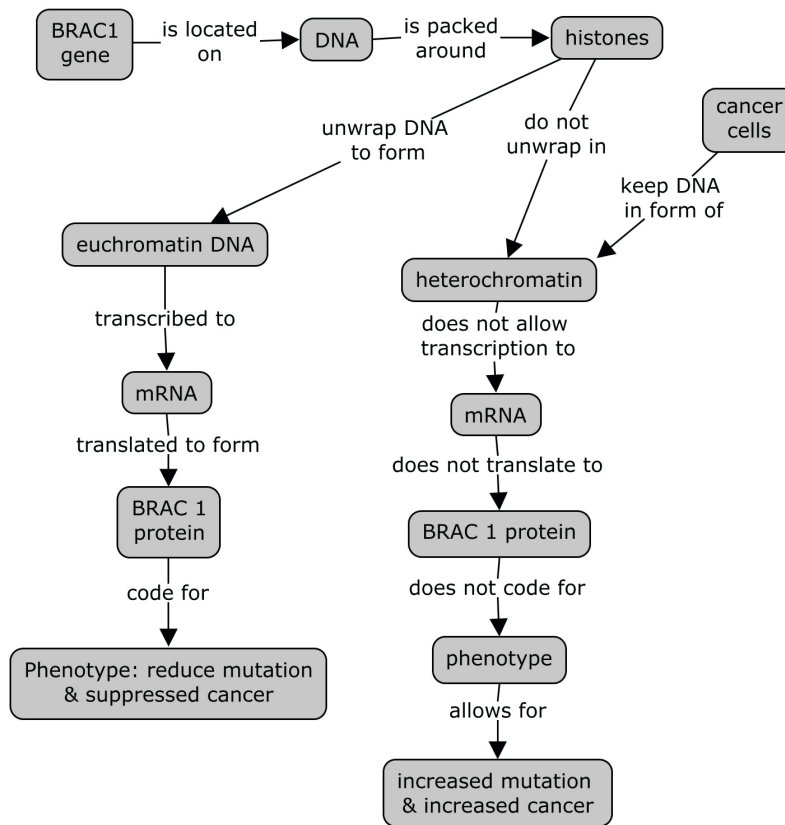 BRAC1
gene
is located
on
DNA
is packed
around
histones
cancer
cells
unwrap DNA
to form
do not
unwrap in
keep DNA
in form of
euchromatin DNA
heterochromatin
transcribed to
does not allow
transcription to
mRNA
mRNA
translated to form
does not translate to
BRAC 1
protein
BRAC 1 protein
code for
does not code for
Phenotype: reduce mutation
& suppressed cancer
phenotype
allows for
increased mutation
& increased cancer